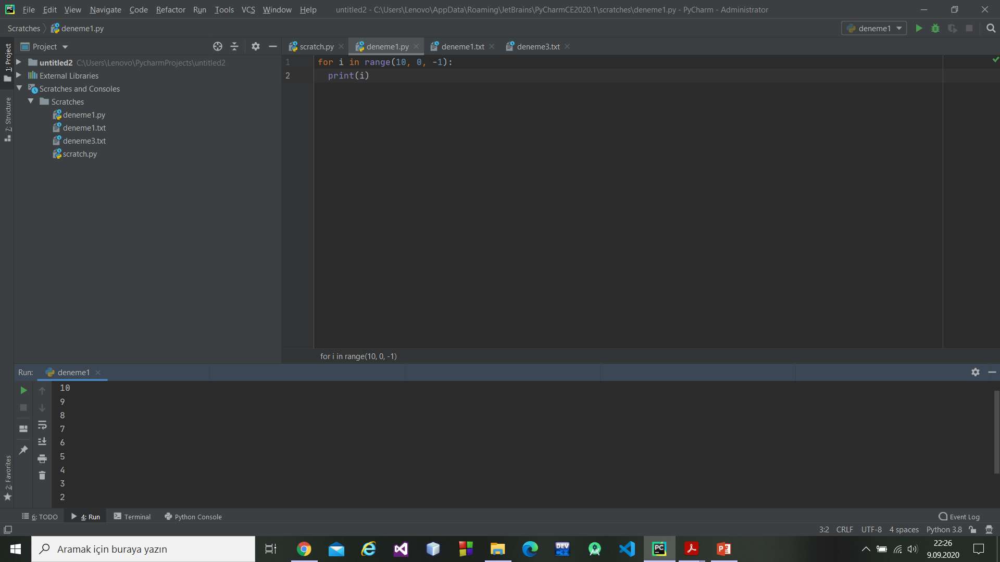 File Edit View Navigate Code Refactor Run Tools VCS Window Help untitled2 - C:\Users\Lenovo\AppData\Roaming\JetBrains\PyCharmCE2020.1\scratches\deneme1.py - PyCharm - Administrator
Scratches deneme1.py deneme1
1: Project
7: Structure
2: Favorites
Project
untitled2 C:\Users\Lenovo\PycharmProjects\untitled2
External Libraries
Scratches and Consoles
Scratches
deneme1.py
deneme1.txt
deneme3.txt
scratch.py
scratch.py deneme1.py deneme1.txt deneme3.txt
1 for i in range(10, 0, -1):
2 print(i)
for i in range(10, 0, -1)
Run: deneme1
10
9
8
7
6
5
4
3
2
6: TODO 4: Run Terminal Python Console Event Log
3:2 CRLF UTF-8 4 spaces Python 3.8
Aramak için buraya yazın
DEV C++
PC
22:26
9.09.2020